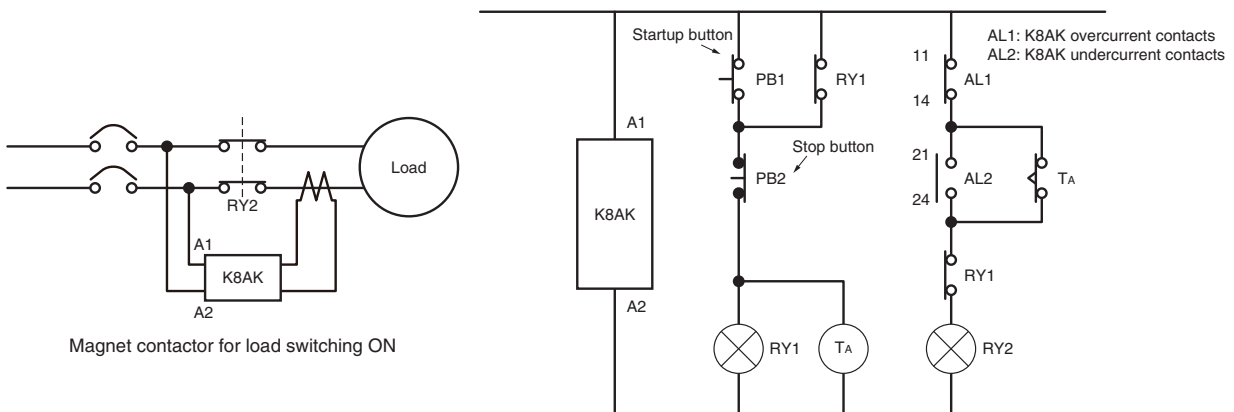 RY2
Load
A1
K8AK
A2
Magnet contactor for load switching ON
A1
K8AK
A2
Startup button
PB1
RY1
Stop button
PB2
RY1
TA
AL1: K8AK overcurrent contacts
AL2: K8AK undercurrent contacts
11
AL1
14
21
AL2
TA
24
RY1
RY2